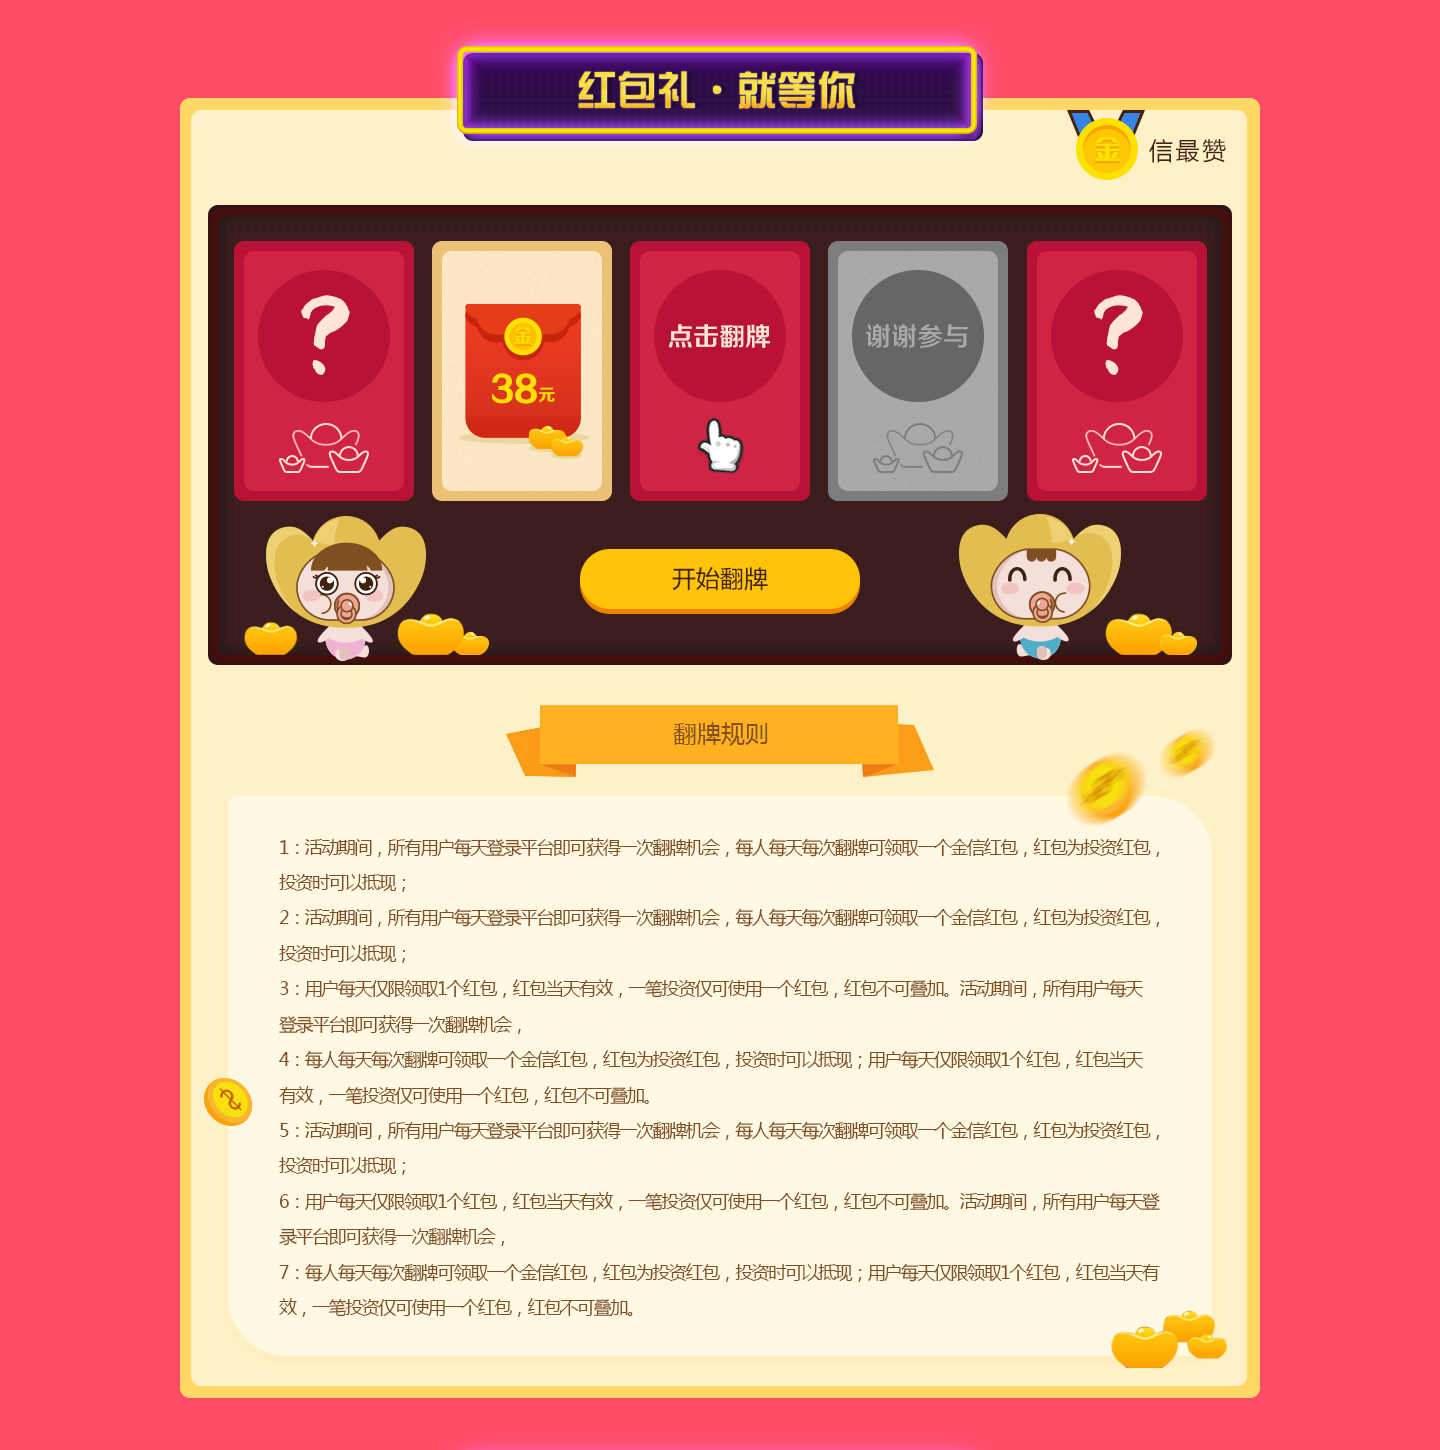 红包礼·就等你
金 信最赞
?
金
38元
点击翻牌
谢谢参与
?
开始翻牌
翻牌规则
1：活动期间，所有用户每天登录平台即可获得一次翻牌机会，每人每天每次翻牌可领取一个金信红包，红包为投资红包，
投资时可以抵现；
2：活动期间，所有用户每天登录平台即可获得一次翻牌机会，每人每天每次翻牌可领取一个金信红包，红包为投资红包，
投资时可以抵现；
3：用户每天仅限领取1个红包，红包当天有效，一笔投资仅可使用一个红包，红包不可叠加。活动期间，所有用户每天
登录平台即可获得一次翻牌机会，
4：每人每天每次翻牌可领取一个金信红包，红包为投资红包，投资时可以抵现；用户每天仅限领取1个红包，红包当天
有效，一笔投资仅可使用一个红包，红包不可叠加。
5：活动期间，所有用户每天登录平台即可获得一次翻牌机会，每人每天每次翻牌可领取一个金信红包，红包为投资红包，
投资时可以抵现；
6：用户每天仅限领取1个红包，红包当天有效，一笔投资仅可使用一个红包，红包不可叠加。活动期间，所有用户每天登
录平台即可获得一次翻牌机会，
7：每人每天每次翻牌可领取一个金信红包，红包为投资红包，投资时可以抵现；用户每天仅限领取1个红包，红包当天有
效，一笔投资仅可使用一个红包，红包不可叠加。